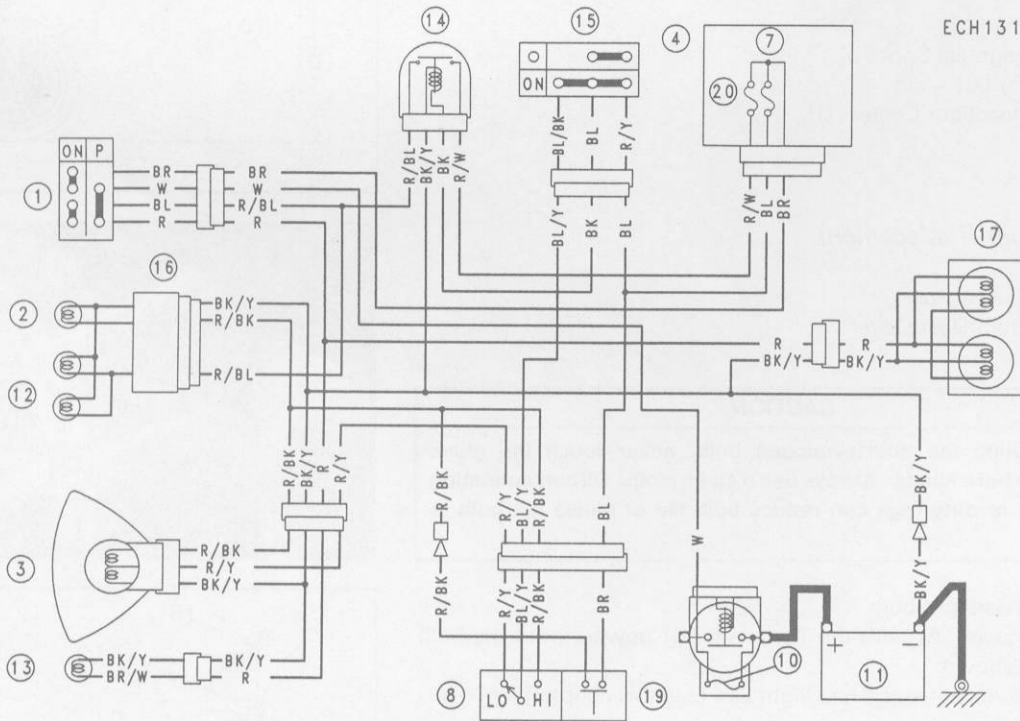 ECH131
14
15
4
7
20
ON
ON P
1
BR
W
BL
R
BR
W
R/BL
R
R/BL
BK/Y
BK
R/W
BL/BK
BL
R/Y
BL/Y
BK
BL
R/W
BL
BR
17
16
2
12
BK/Y
R/BK
R/BL
R
BK/Y
R
BK/Y
R/BK
BK/Y
R
R/Y
R/BK
R/Y
BL/Y
R/BK
BL
W
BK/Y
3
R/BK
R/Y
BK/Y
R/BK
R/Y
BL/Y
R/BK
BR
BK/Y
13
BK/Y
BR/W
BK/Y
R
8
LO HI
19
10
+
11
−